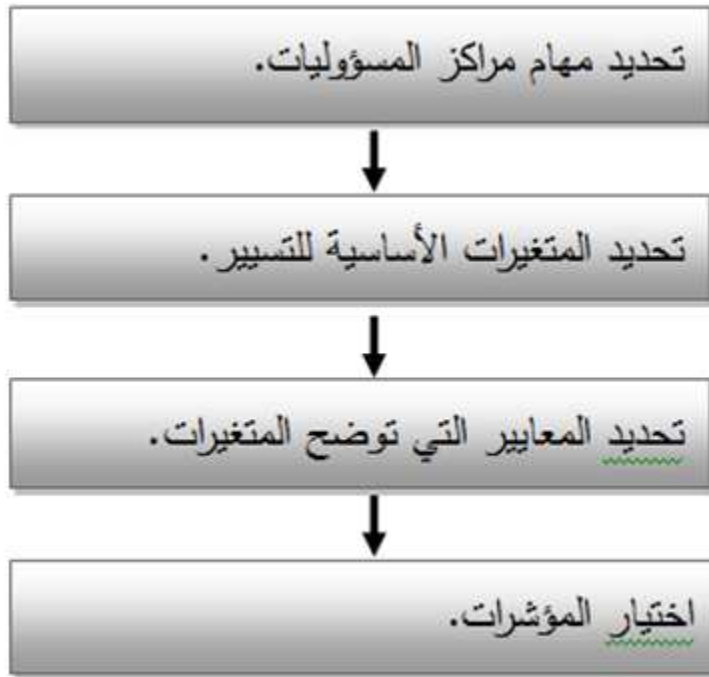 تحديد مهام مراكز المسؤوليات.
تحديد المتغيرات الأساسية للتسيير.
تحديد المعايير التي توضح المتغيرات.
اختيار المؤشرات.